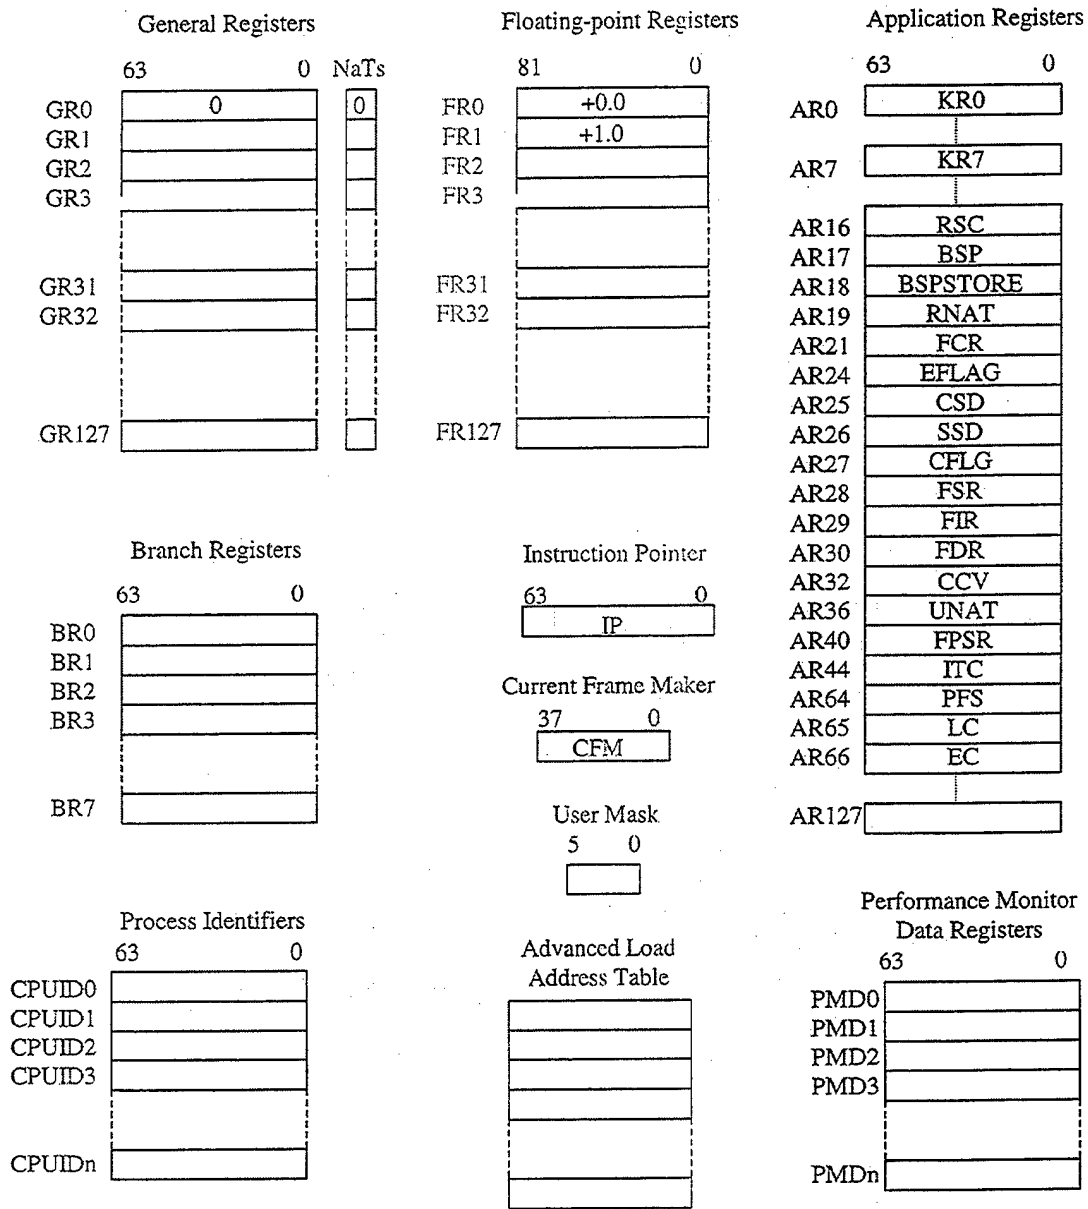 General Registers
63 0 NaTs
GR0 0 0
GR1
GR2
GR3
GR31
GR32
GR127
Floating-point Registers
81 0
FR0 +0.0
FR1 +1.0
FR2
FR3
FR31
FR32
FR127
Application Registers
63 0
AR0 KR0
AR7 KR7
AR16 RSC
AR17 BSP
AR18 BSPSTORE
AR19 RNAT
AR21 FCR
AR24 EFLAG
AR25 CSD
AR26 SSD
AR27 CFLG
AR28 FSR
AR29 FIR
AR30 FDR
AR32 CCV
AR36 UNAT
AR40 FPSR
AR44 ITC
AR64 PFS
AR65 LC
AR66 EC
AR127
Branch Registers
63 0
BR0
BR1
BR2
BR3
BR7
Instruction Pointer
63 0
IP
Current Frame Maker
37 0
CFM
User Mask
5 0
Process Identifiers
63 0
CPUID0
CPUID1
CPUID2
CPUID3
CPUIDn
Advanced Load
Address Table
Performance Monitor
Data Registers
63 0
PMD0
PMD1
PMD2
PMD3
PMDn